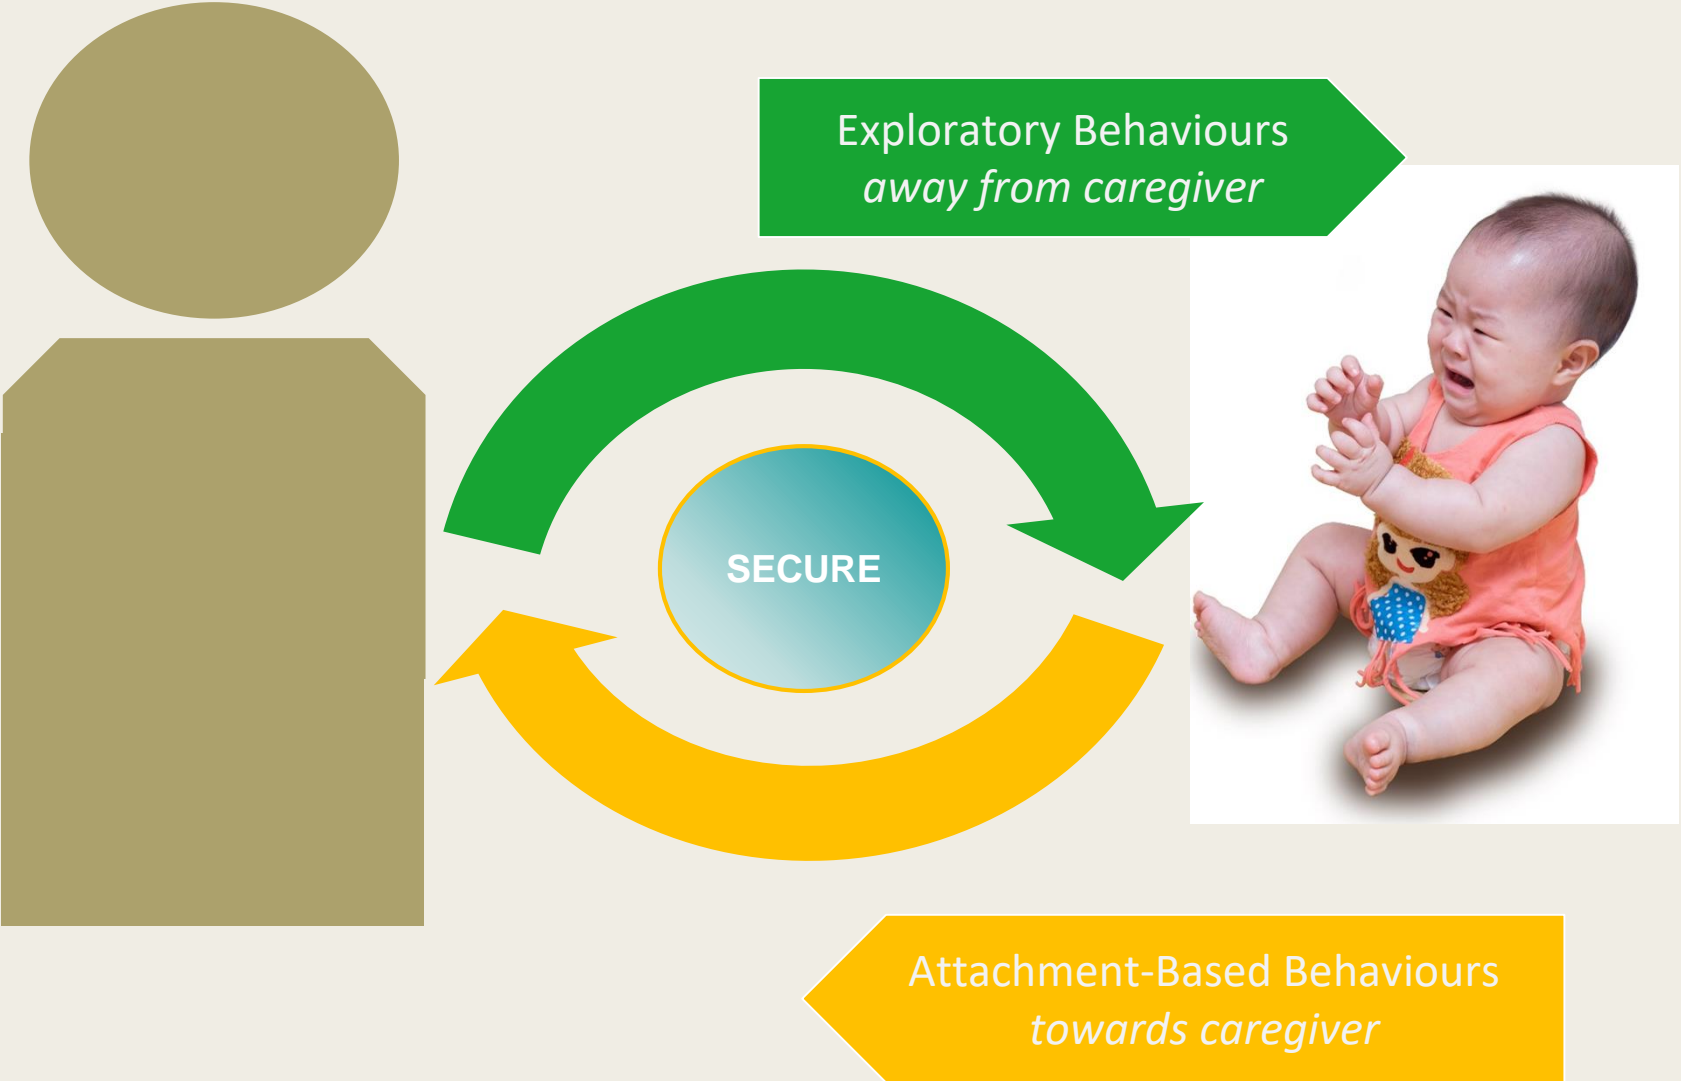 Exploratory Behaviours
away from caregiver
SECURE
Attachment-Based Behaviours
towards caregiver